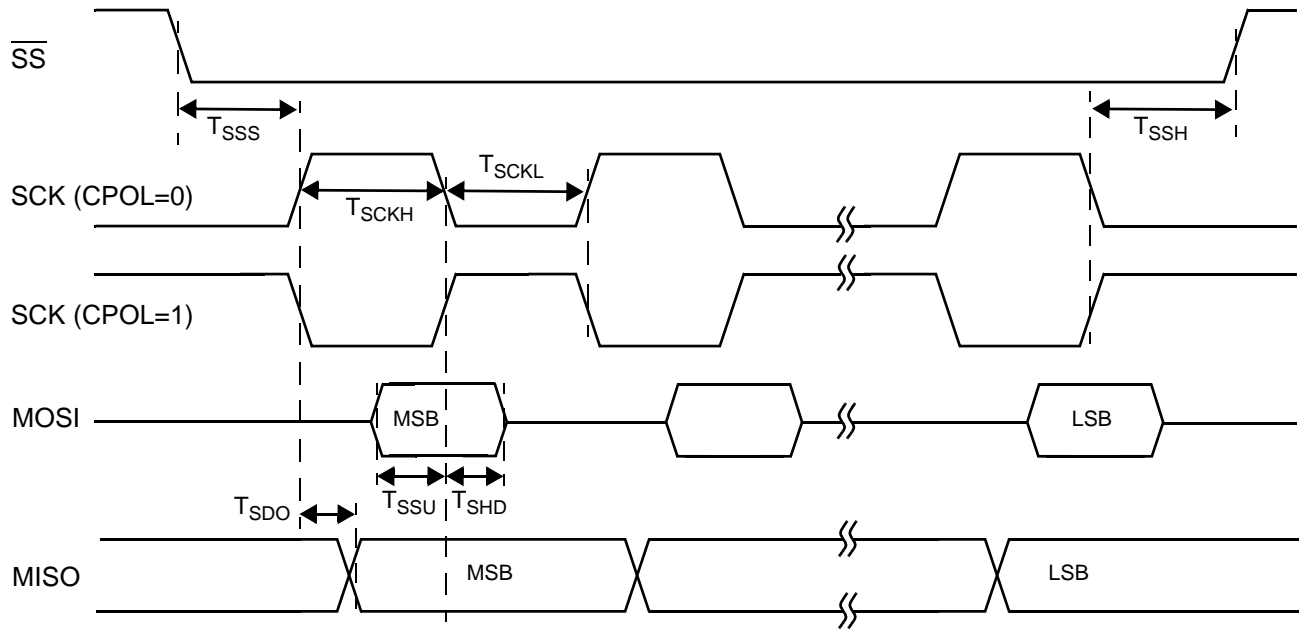 SS
TSSS
TSSH
SCK (CPOL=0)
TSCKH
TSCKL
SCK (CPOL=1)
MOSI
MSB
LSB
TSSU
TSHD
TSDO
MISO
MSB
LSB